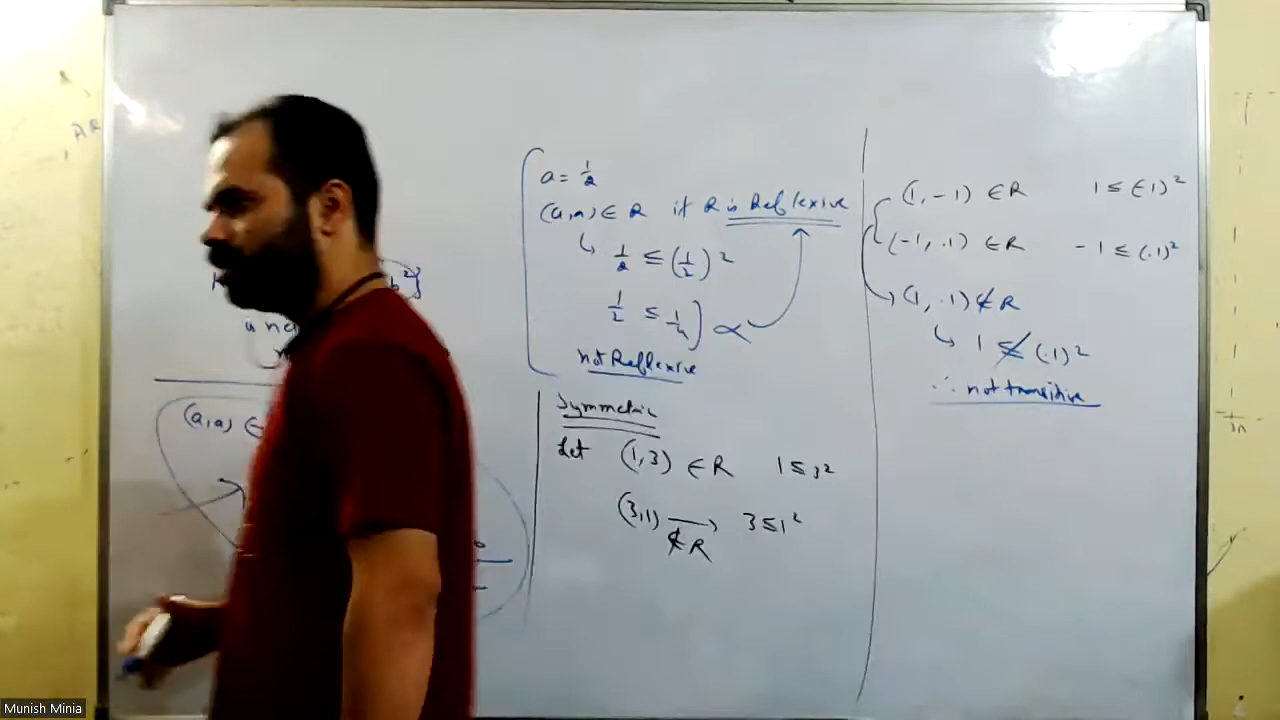 b²}
(a,a) ∈
a = 1/2
(a,a) ∈ R if R is Reflexive
↳ 1/2 ≤ (1/2)²
1/2 ≤ 1/4
not Reflexive
Symmetric
Let (1,3) ∈ R 1 ≤ 3²
(3,1) → 3 ≤ 1²
∉ R
(1, -1) ∈ R 1 ≤ (-1)²
(-1, .1) ∈ R -1 ≤ (.1)²
(1, .1) ∉ R
↳ 1 ≰ (.1)²
∴ not transitive
Munish Minia